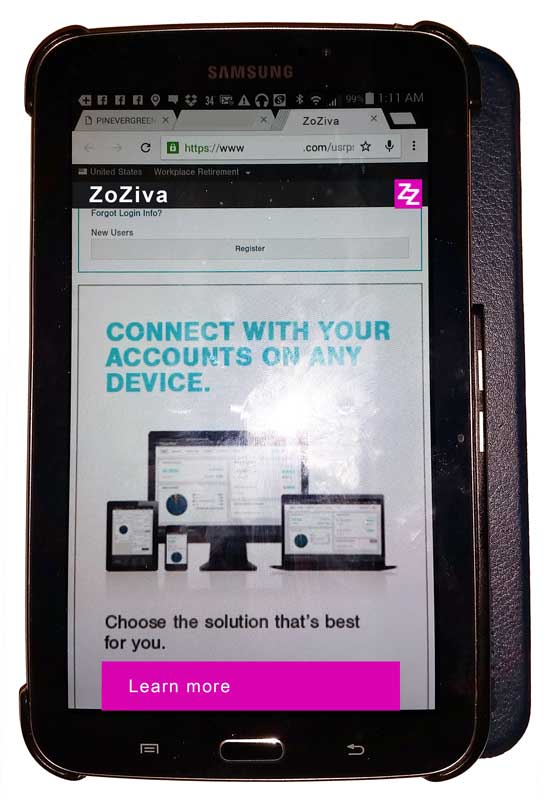 SAMSUNG
34 99% 1:11 AM
PINEVERGREEN
ZoZiva
https://www .com/usrp
United States Workplace Retirement
ZoZiva
ZZ
Forgot Login Info?
New Users
Register
CONNECT WITH YOUR
ACCOUNTS ON ANY
DEVICE.
Choose the solution that's best
for you.
Learn more